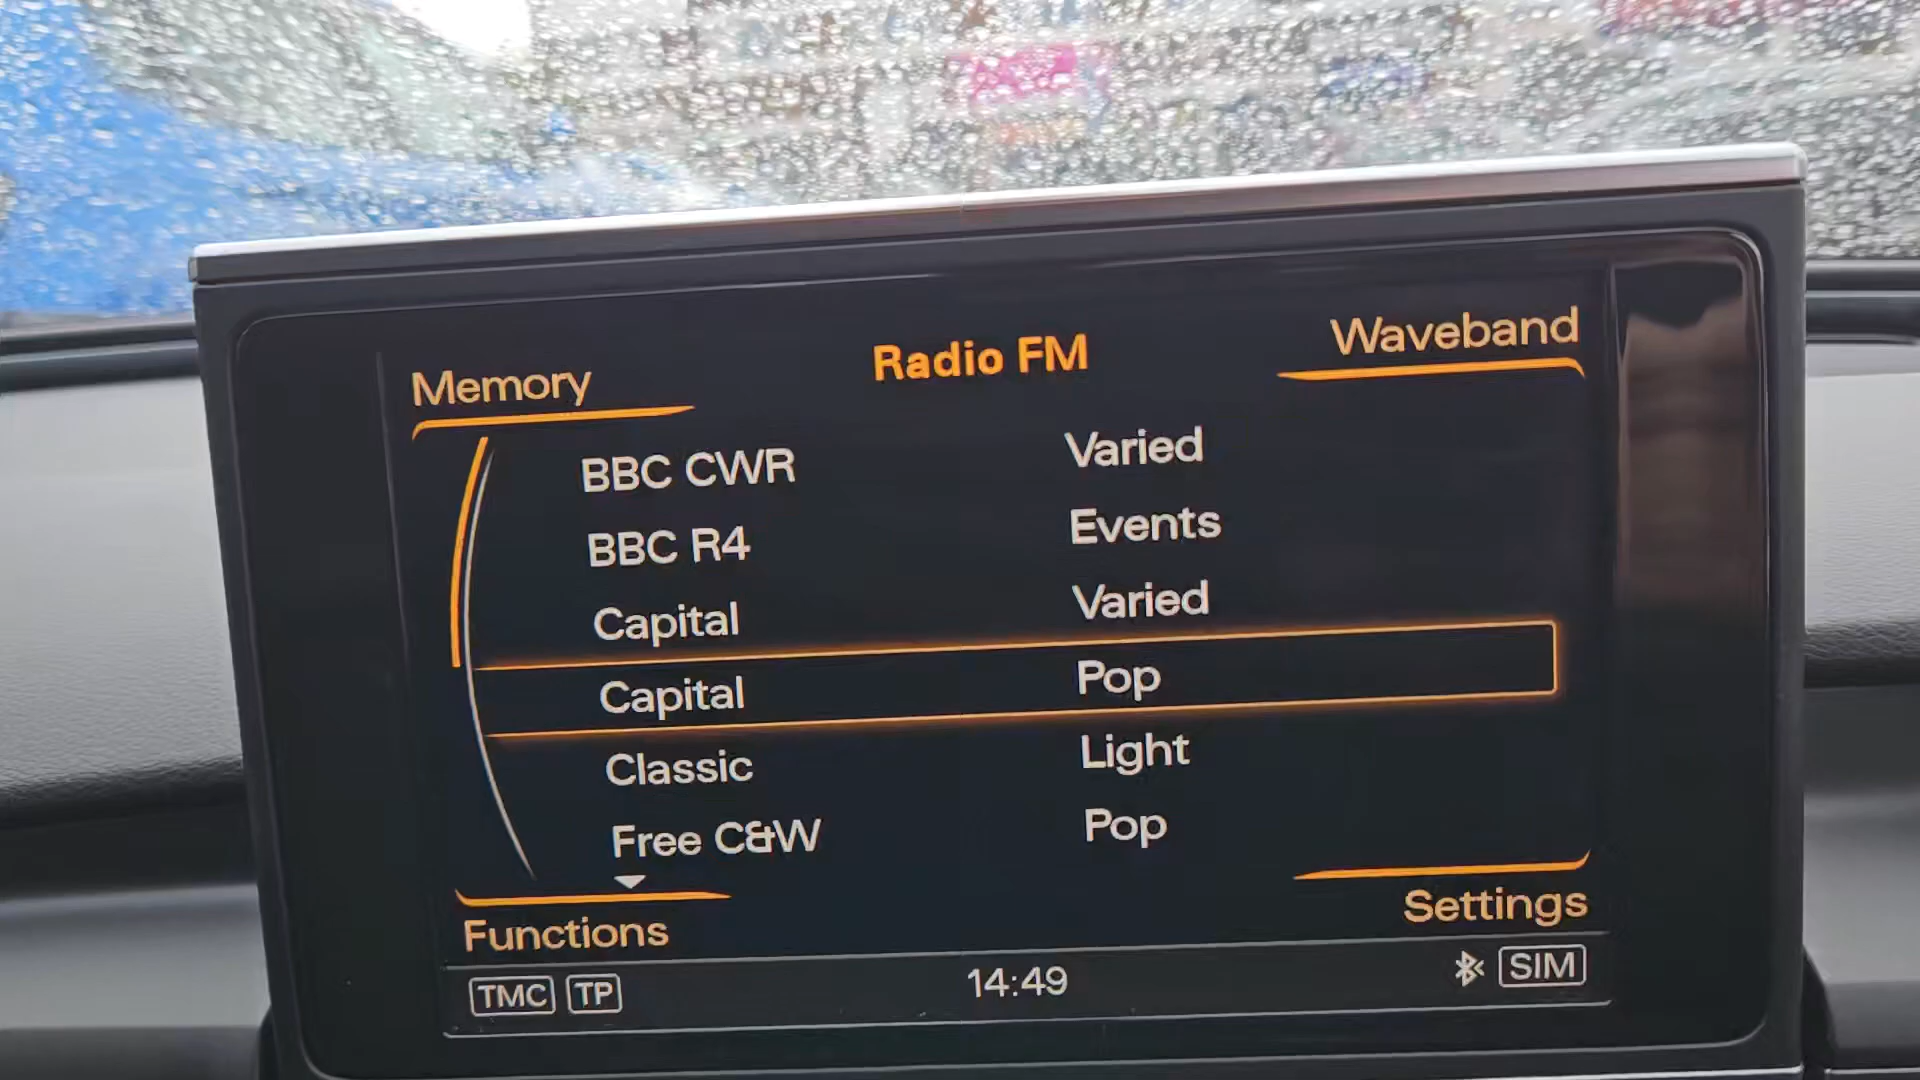 Memory Radio FM Waveband
BBC CWR Varied
BBC R4 Events
Capital Varied
Capital Pop
Classic Light
Free C&W Pop
Functions Settings
TMC TP 14:49 SIM